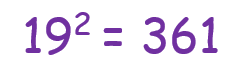 19² = 361